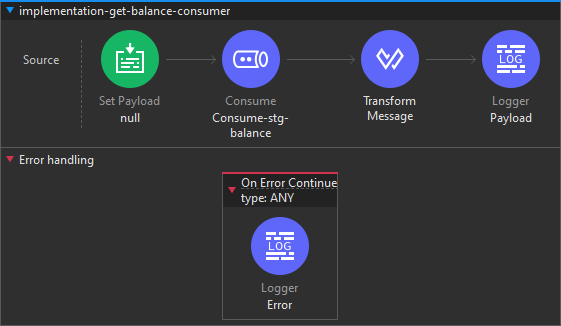 implementation-get-balance-consumer
Source
Set Payload
null
Consume
Consume-stg-
balance
Transform
Message
LOG
Logger
Payload
Error handling
On Error Continue
type: ANY
LOG
Logger
Error